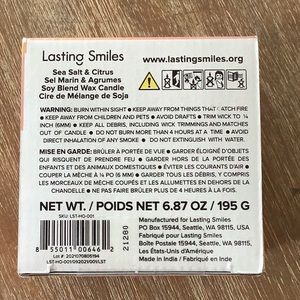 Lasting Smiles
www.lastingsmiles.org
Sea Salt & Citrus
Sel Marin & Agrumes
Soy Blend Wax Candle
Cire de Mélange de Soja
WARNING: BURN WITHIN SIGHT • KEEP AWAY FROM THINGS THAT CATCH FIRE
• KEEP AWAY FROM CHILDREN AND PETS • AVOID DRAFTS • TRIM WICK TO ¼
INCH (6MM) • KEEP ALL DEBRIS, INCLUDING WICK TRIMMINGS AND MATCHES
OUT OF CANDLE • DO NOT BURN MORE THAN 4 HOURS AT A TIME • AVOID
DIRECT INHALATION OF ANY SMOKE • DO NOT EXTINGUISH WITH WATER.
MISE EN GARDE: BRÛLER À PORTÉE DE VUE • GARDER ÉLOIGNÉ D'OBJETS
QUI RISQUENT DE PRENDRE FEU • GARDER HORS DE LA PORTÉE DES
ENFANTS ET DES ANIMAUX DOMESTIQUES • ÉVITER LES COURANTS D'AIR •
COUPER LA MÈCHE À ¼ PO (6 MM) • GARDER TOUS LES DÉBRIS, Y COMPRIS
LES MORCEAUX DE MÈCHE COUPÉS ET LES ALLUMETTES EN DEHORS DE LA
CHANDELLE • NE PAS FAIRE BRÛLER PLUS DE 4 HEURES À LA FOIS.
NET WT. / POIDS NET 6.87 OZ / 195 G
SKU: LST-HO-001
8 55011 00646 2
21280
Lot # 2021070805194
LST-HO-001/092021/001/LST
Manufactured for Lasting Smiles
PO Box 15944, Seattle, WA 98115, USA
Fabriqué pour Lasting Smiles
Boîte Postale 15944, Seattle, WA
98115, États-Unis
Made in India / Fabriqué en Inde